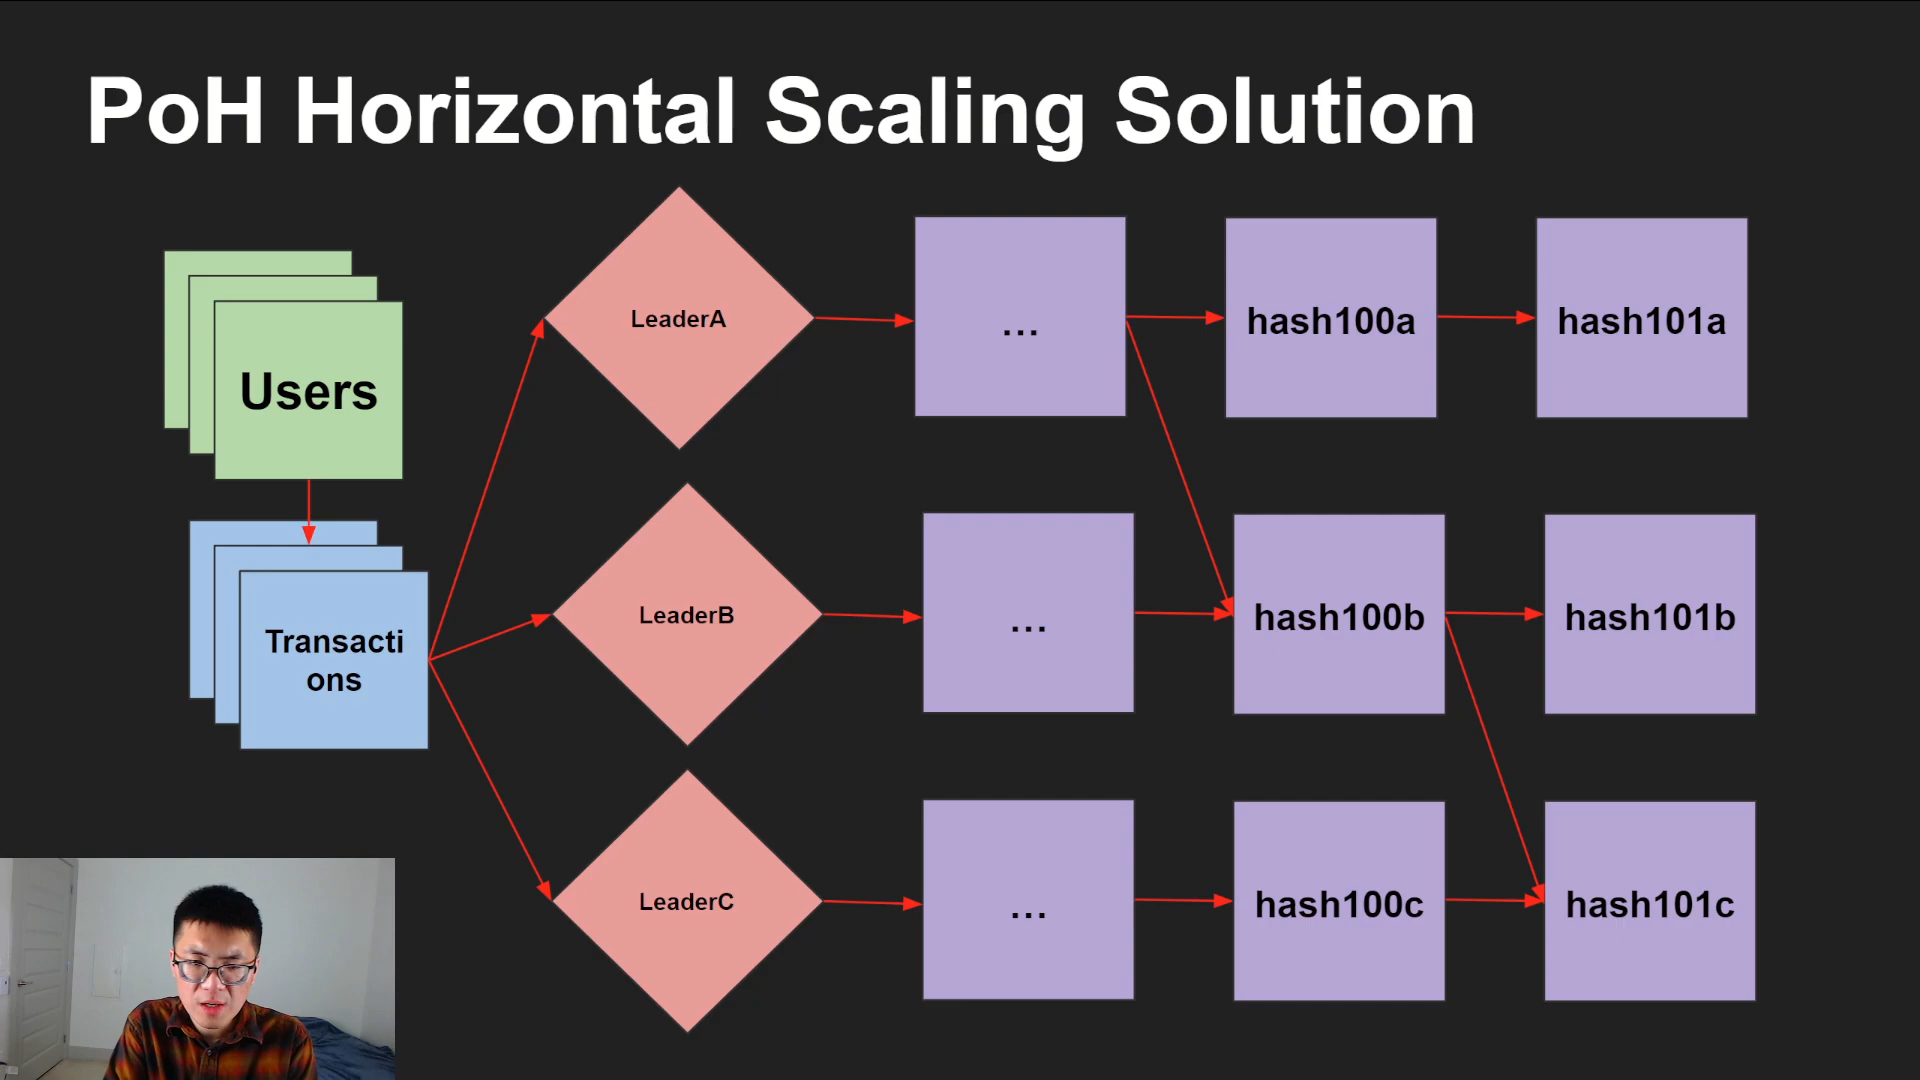 PoH Horizontal Scaling Solution
Users
Transacti
ons
LeaderA
...
hash100a
hash101a
LeaderB
...
hash100b
hash101b
LeaderC
...
hash100c
hash101c